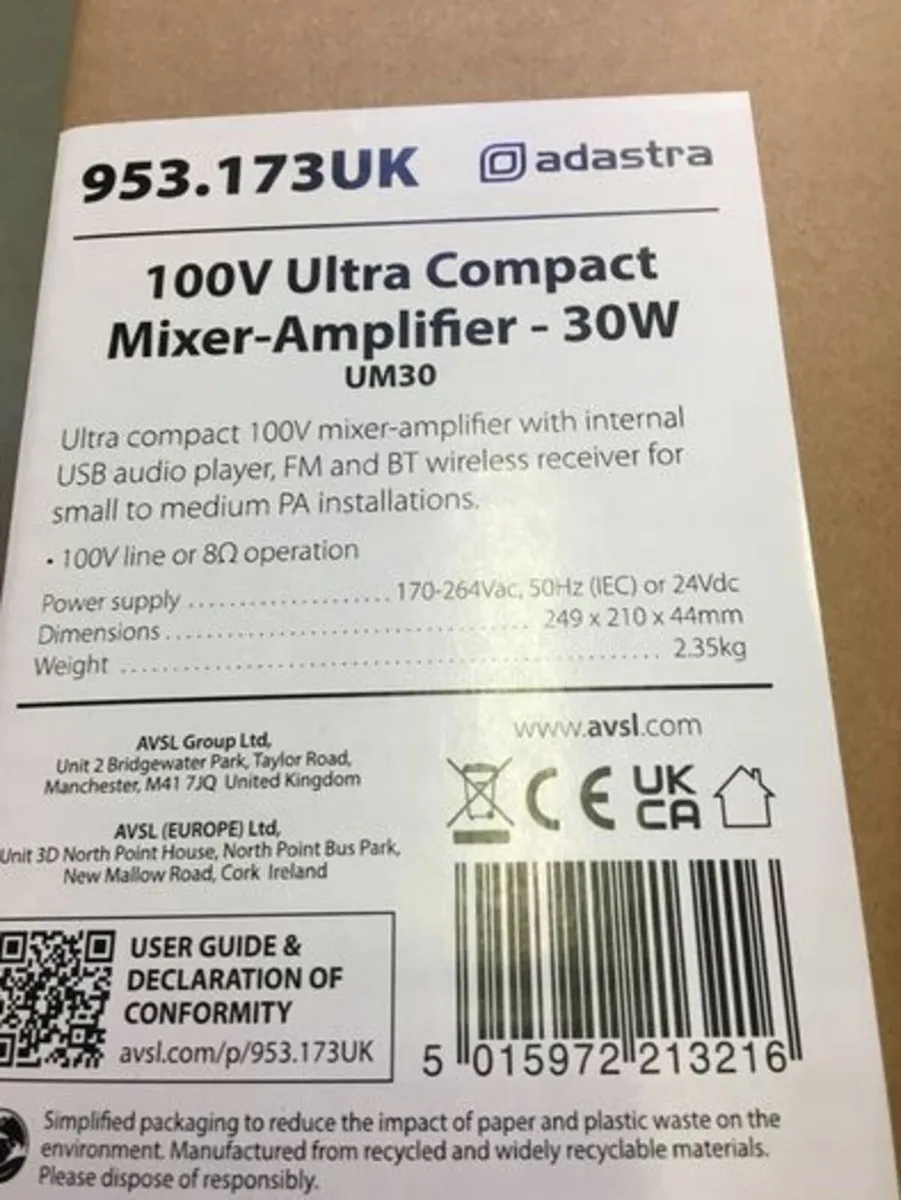 953.173UK adastra
100V Ultra Compact
Mixer-Amplifier - 30W
UM30
Ultra compact 100V mixer-amplifier with internal
USB audio player, FM and BT wireless receiver for
small to medium PA installations.
• 100V line or 8Ω operation
Power supply .................... 170-264Vac, 50Hz (IEC) or 24Vdc
Dimensions ................................... 249 x 210 x 44mm
Weight .................................................. 2.35kg
AVSL Group Ltd,
Unit 2 Bridgewater Park, Taylor Road,
Manchester, M41 7JQ United Kingdom
AVSL (EUROPE) Ltd,
Unit 3D North Point House, North Point Bus Park,
New Mallow Road, Cork Ireland
www.avsl.com
CE UK
CA
USER GUIDE &
DECLARATION OF
CONFORMITY
avsl.com/p/953.173UK
5 015972 213216
Simplified packaging to reduce the impact of paper and plastic waste on the
environment. Manufactured from recycled and widely recyclable materials.
Please dispose of responsibly.